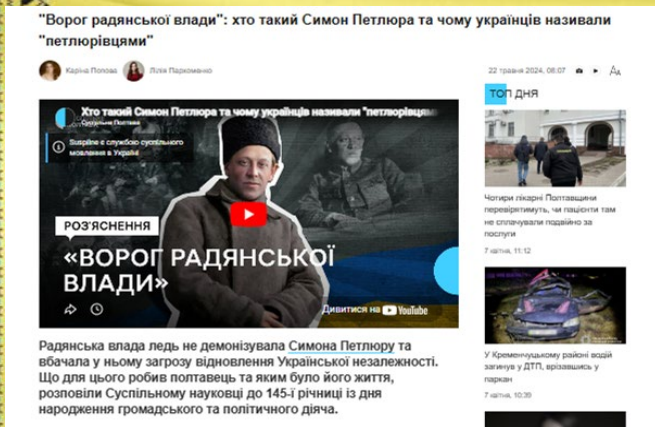 "Ворог радянської влади": хто такий Симон Петлюра та чому українців називали
"петлюрівцями"
Каріна Попова
Лілія Пархоменко
22 травня 2024, 06:07
Аа
Хто такий Симон Петлюра та чому українців називали "петлюрівцями
Суспільне Полтава
Suspilne є службою суспільного
мовлення в Україні
РОЗ'ЯСНЕННЯ
«ВОРОГ РАДЯНСЬКОЇ
ВЛАДИ»
Дивитися на YouTube
Радянська влада ледь не демонізувала Симона Петлюру та
вбачала у ньому загрозу відновлення Української незалежності.
Що для цього робив полтавець та яким було його життя,
розповіли Суспільному науковці до 145-ї річниці із дня
народження громадського та політичного діяча.
ТОП ДНЯ
Чотири лікарні Полтавщини
перевірятимуть, чи пацієнти там
не сплачували подвійно за
послуги
7 квітня, 11:12
У Кременчуцькому районі водій
загинув у ДТП, врізавшись у
паркан
7 квітня, 10:39